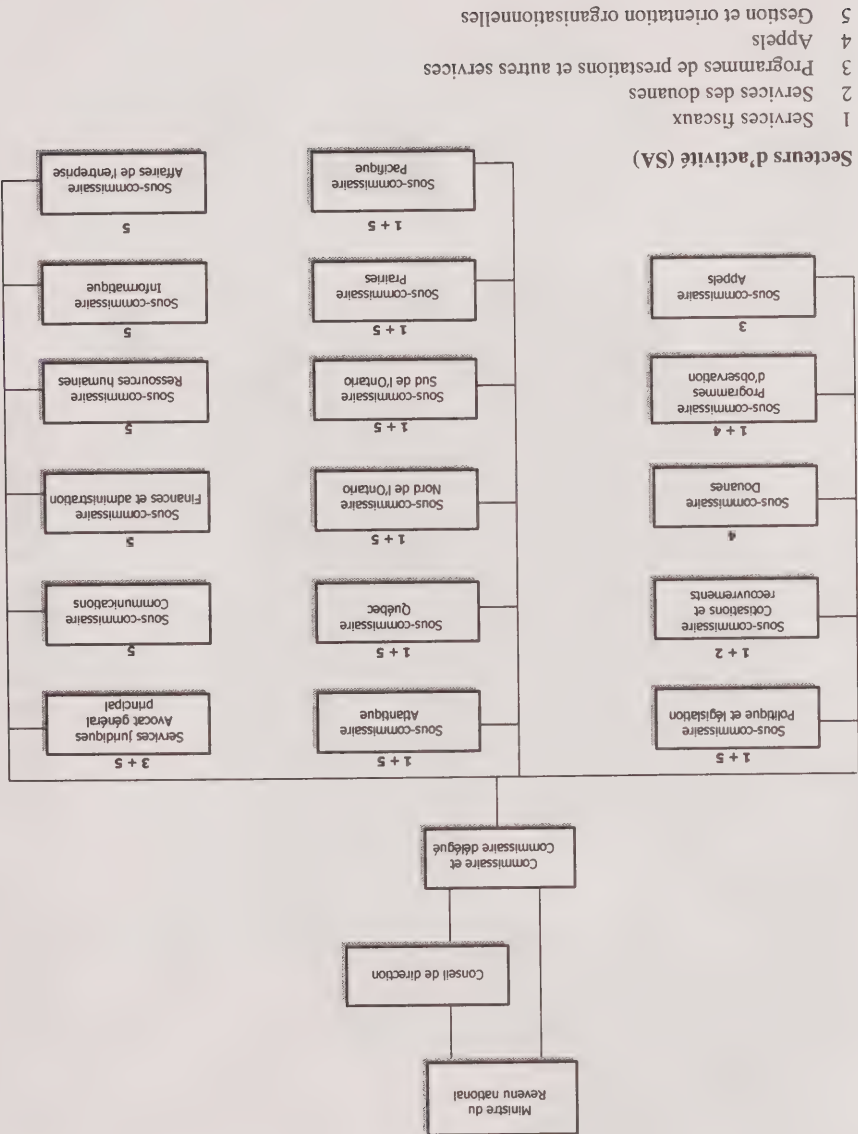 Ministre du
Revenu national
Conseil de direction
Commissaire et
Commissaire délégué
1 + 5
Sous-commissaire
Politique et législation
1 + 2
Sous-commissaire
Cotisations et
recouvrements
4
Sous-commissaire
Douanes
1 + 4
Sous-commissaire
Programmes
d'observation
3
Sous-commissaire
Appels
1 + 5
Sous-commissaire
Atlantique
1 + 5
Sous-commissaire
Québec
1 + 5
Sous-commissaire
Nord de l'Ontario
1 + 5
Sous-commissaire
Sud de l'Ontario
1 + 5
Sous-commissaire
Prairies
1 + 5
Sous-commissaire
Pacifique
3 + 5
Services juridiques
Avocat général
principal
5
Sous-commissaire
Communications
5
Sous-commissaire
Finances et administration
5
Sous-commissaire
Ressources humaines
5
Sous-commissaire
Informatique
5
Sous-commissaire
Affaires de l'entreprise
Secteurs d'activité (SA)
1 Services fiscaux
2 Services des douanes
3 Programmes de prestations et autres services
4 Appels
5 Gestion et orientation organisationnelles